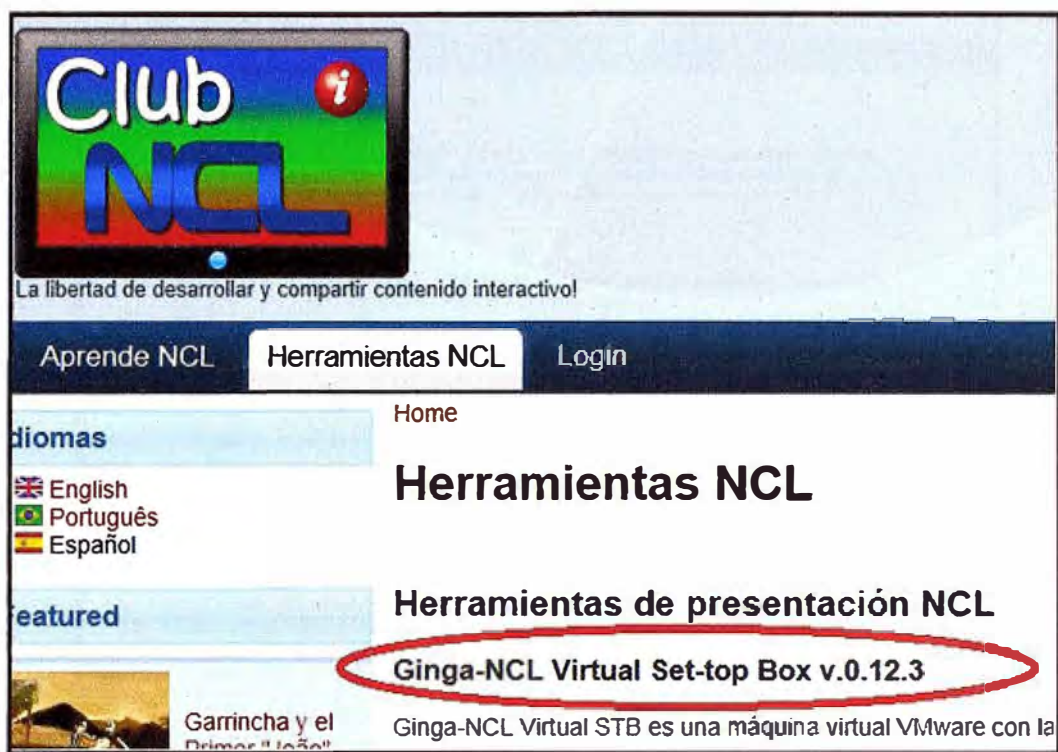 Club
i
NCL
La libertad de desarrollar y compartir contenido interactivo!
Aprende NCL
Herramientas NCL
Login
Home
diomas
English
Português
Español
Herramientas NCL
eatured
Herramientas de presentación NCL
Ginga-NCL Virtual Set-top Box v.0.12.3
Ginga-NCL Virtual STB es una máquina virtual VMware con la
Garrincha y el
Primer "João"